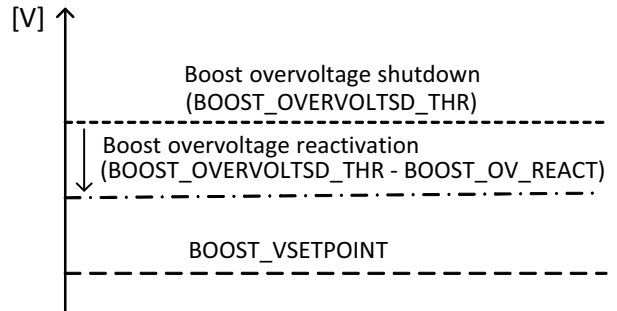 [V]
Boost overvoltage shutdown
(BOOST_OVERVOLTSD_THR)
Boost overvoltage reactivation
(BOOST_OVERVOLTSD_THR - BOOST_OV_REACT)
BOOST_VSETPOINT